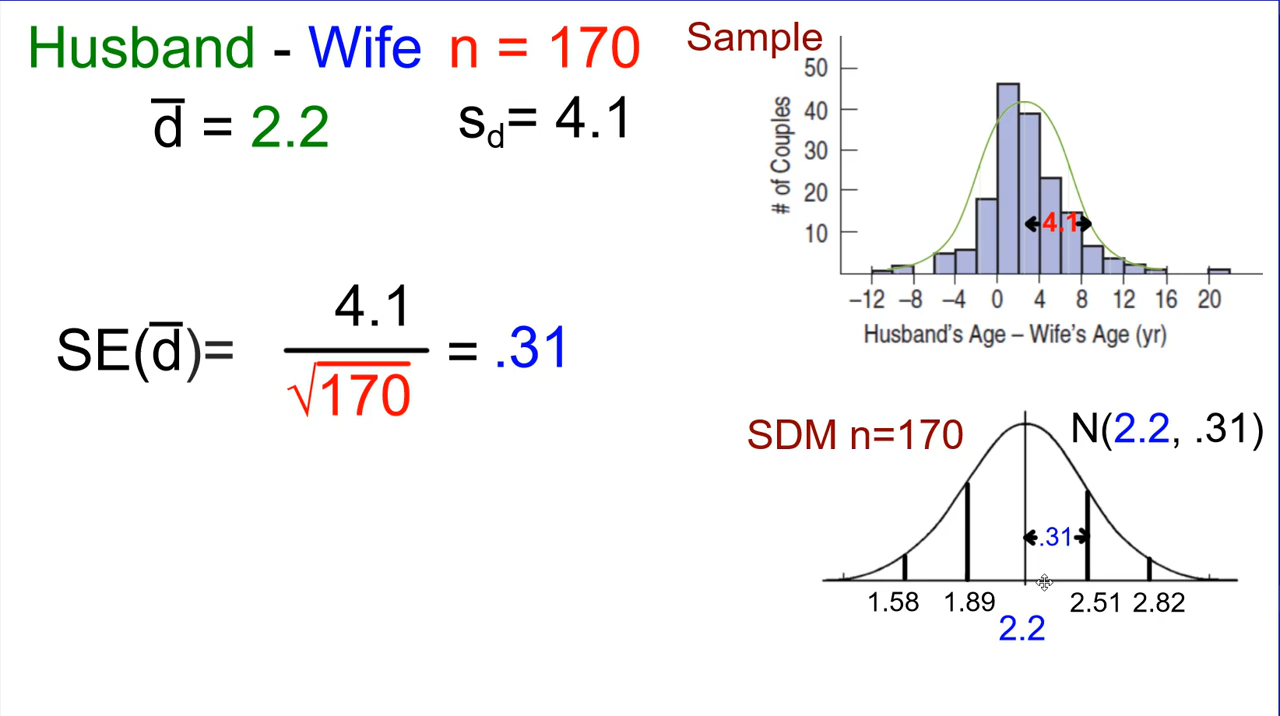 Husband - Wife n = 170
d̅ = 2.2 s_d= 4.1
SE(d̅)= 4.1 / √170 = .31
Sample
# of Couples
50
40
30
20
10
4.1
–12 –8 –4 0 4 8 12 16 20
Husband's Age – Wife's Age (yr)
SDM n=170
N(2.2, .31)
.31
1.58 1.89 2.51 2.82
2.2